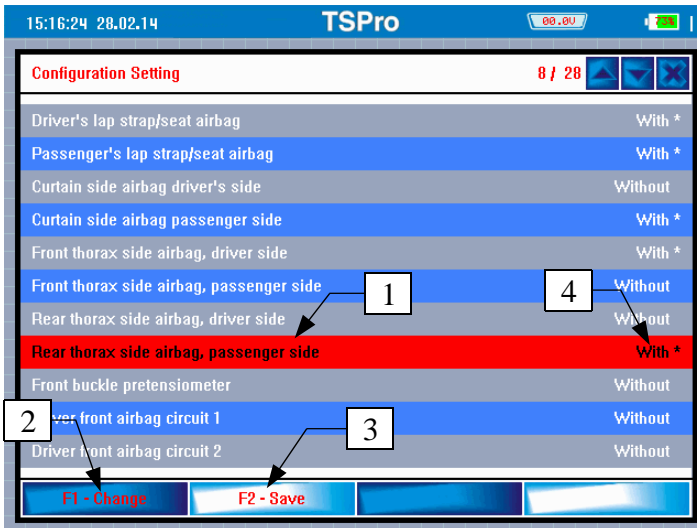 15:16:24 28.02.14 TSPro 00.0V 73%
Configuration Setting 8 / 28
Driver's lap strap/seat airbag With *
Passenger's lap strap/seat airbag With *
Curtain side airbag driver's side Without
Curtain side airbag passenger side With *
Front thorax side airbag, driver side With *
Front thorax side airbag, passenger side Without
1 4
Rear thorax side airbag, driver side Without
Rear thorax side airbag, passenger side With *
Front buckle pretensiometer Without
2 3
front airbag circuit 1 Without
Driver front airbag circuit 2 Without
F1 - Change F2 - Save